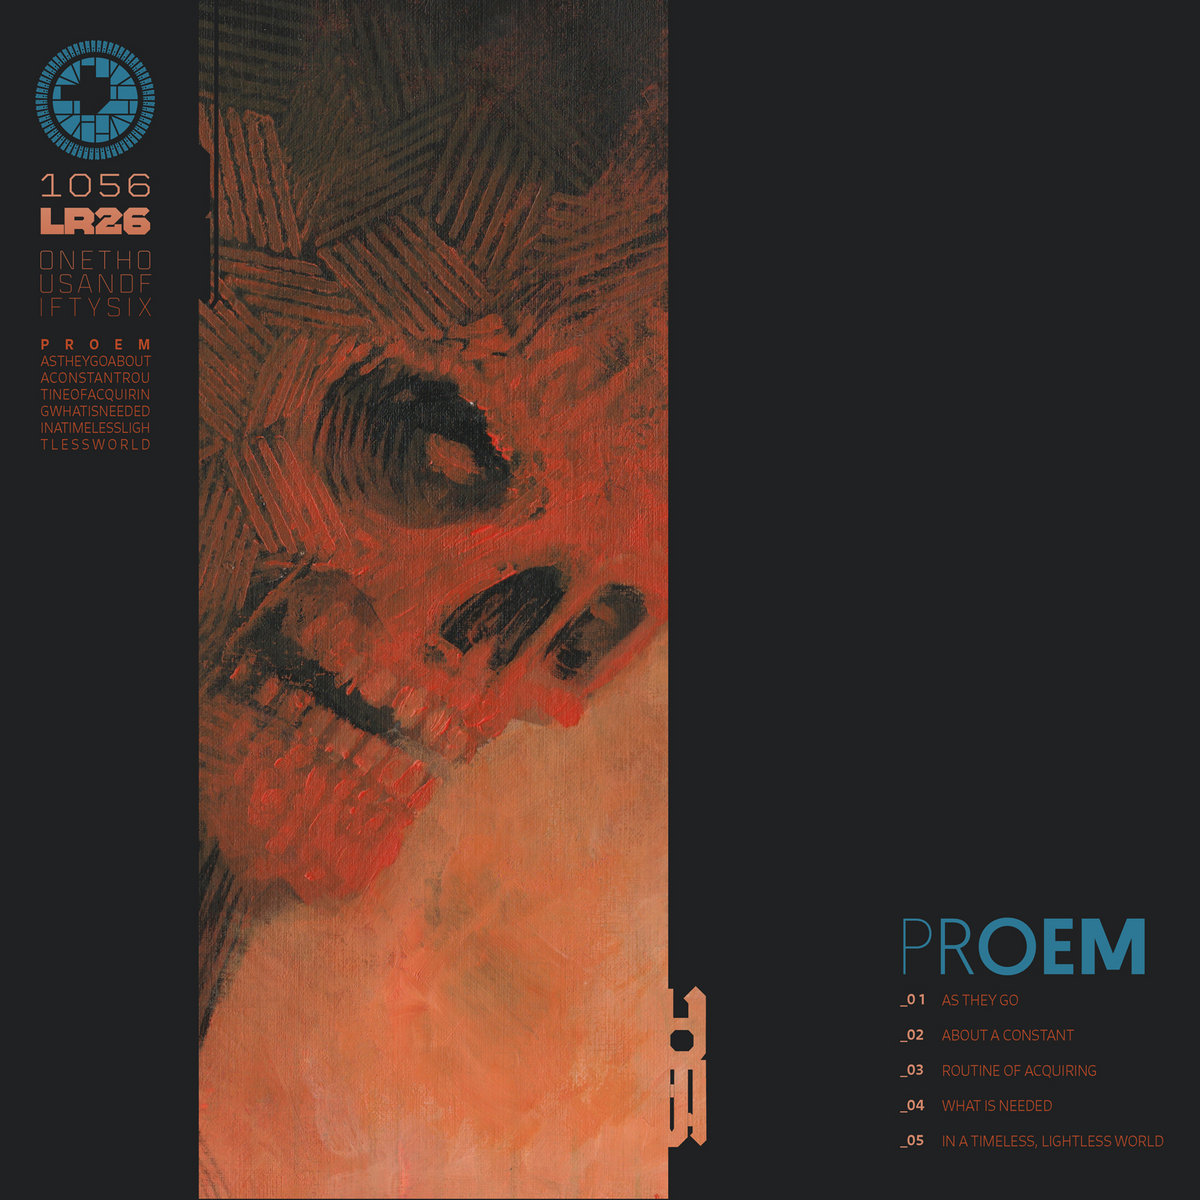 1056
LR26
ONETHO
USANDF
IFTYSIX
PROEM
ASTHEYGOABOUT
ACONSTANTROU
TINEOFACQUIRIN
GWHATISNEEDED
INATIMELESSLIGH
TLESSWORLD
PROEM
_01 AS THEY GO
_02 ABOUT A CONSTANT
_03 ROUTINE OF ACQUIRING
_04 WHAT IS NEEDED
_05 IN A TIMELESS, LIGHTLESS WORLD